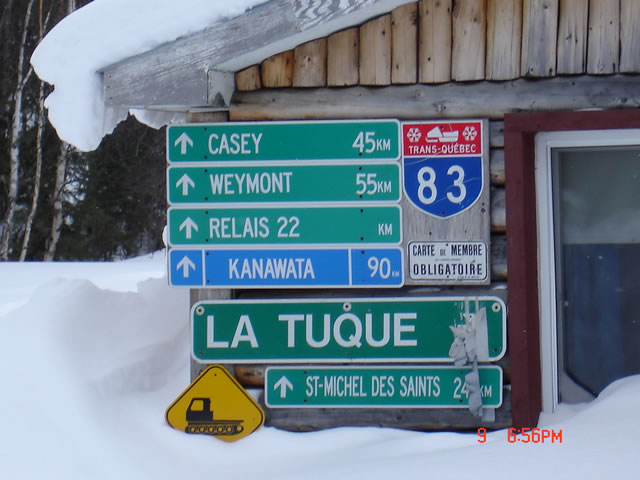 CASEY 45KM
WEYMONT 55KM
RELAIS 22 KM
KANAWATA 90KM
TRANS-QUÉBEC
83
CARTE DE MEMBRE
OBLIGATOIRE
LA TUQUE
ST-MICHEL DES SAINTS 24 KM
9 6:56PM